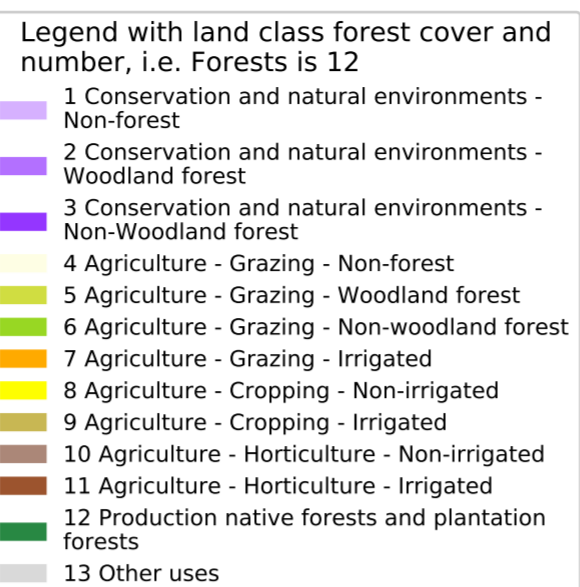 Legend with land class forest cover and
number, i.e. Forests is 12
1 Conservation and natural environments -
Non-forest
2 Conservation and natural environments -
Woodland forest
3 Conservation and natural environments -
Non-Woodland forest
4 Agriculture - Grazing - Non-forest
5 Agriculture - Grazing - Woodland forest
6 Agriculture - Grazing - Non-woodland forest
7 Agriculture - Grazing - Irrigated
8 Agriculture - Cropping - Non-irrigated
9 Agriculture - Cropping - Irrigated
10 Agriculture - Horticulture - Non-irrigated
11 Agriculture - Horticulture - Irrigated
12 Production native forests and plantation
forests
13 Other uses